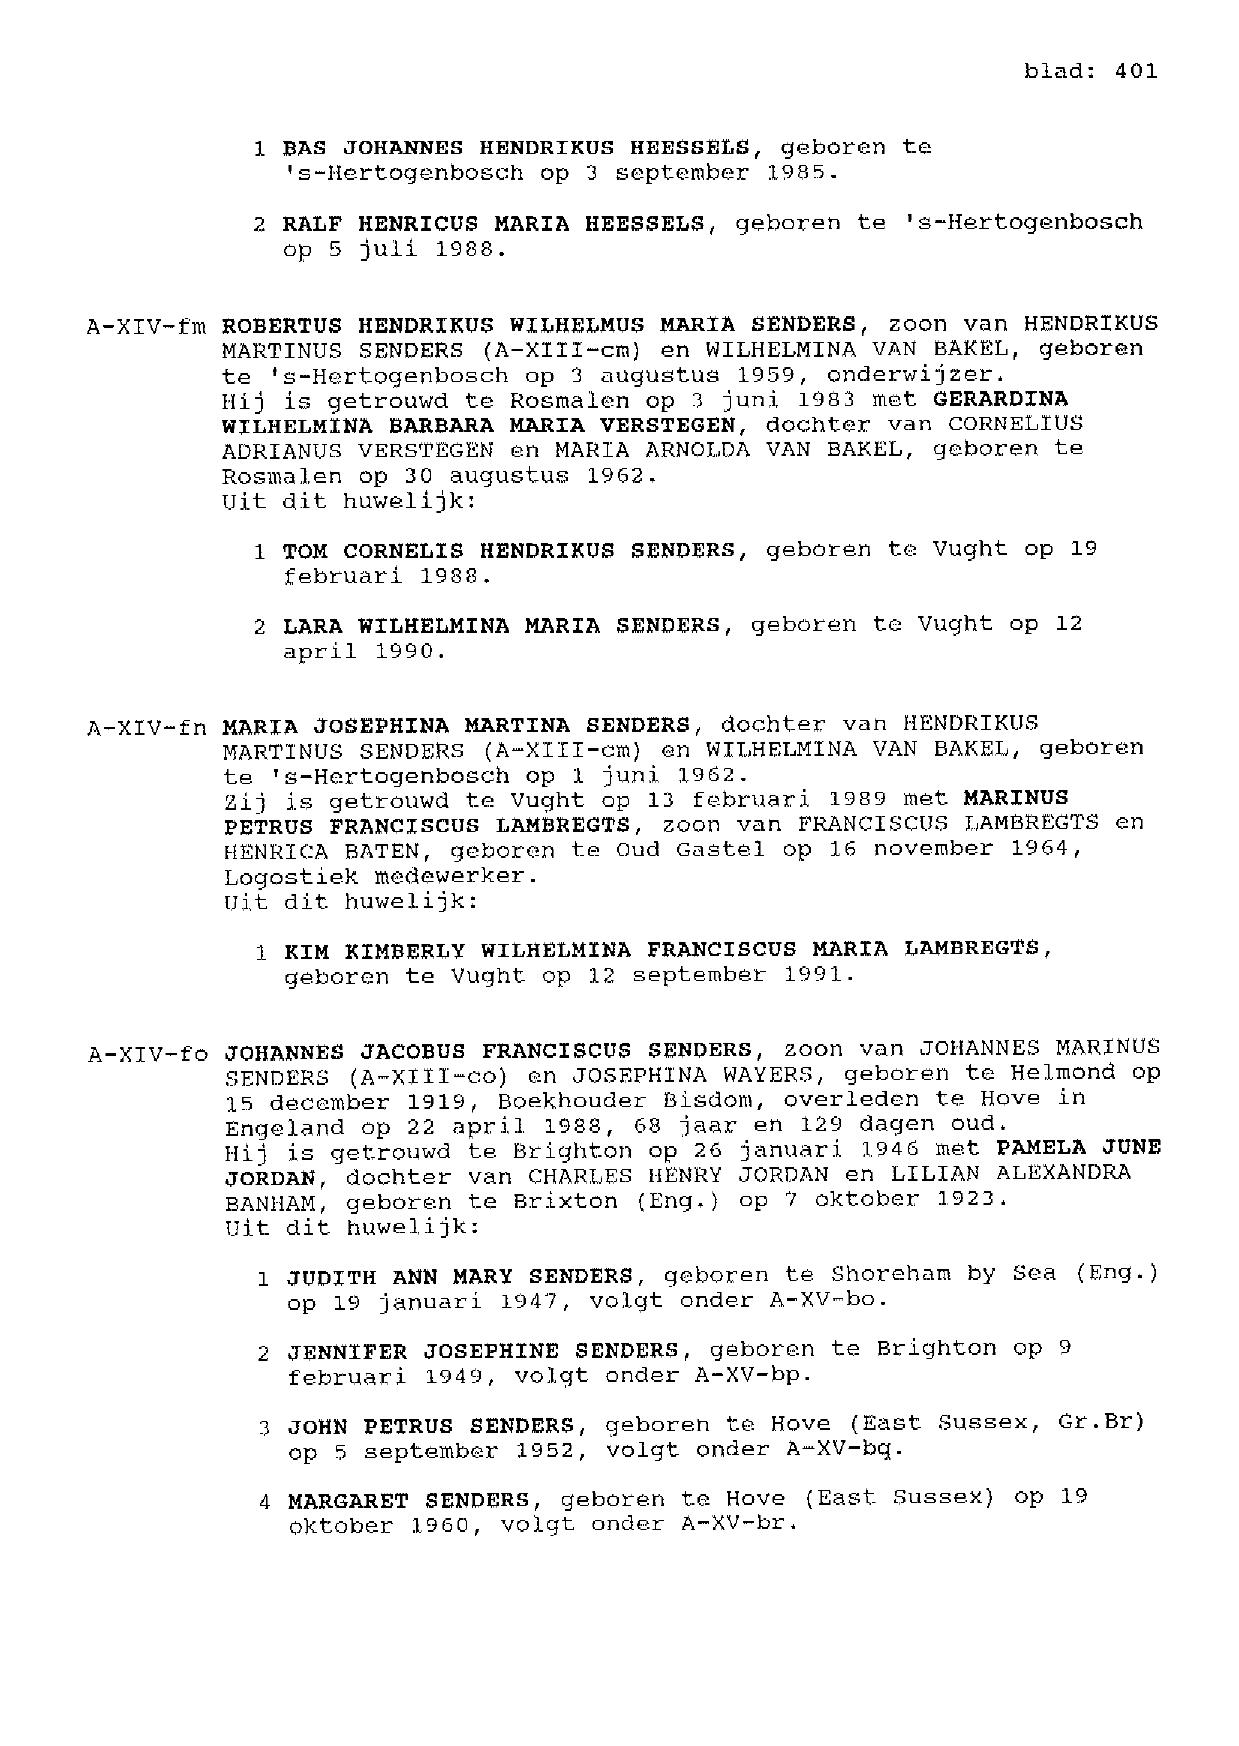 blad: 401
1 BAS JOHANNES HENDRIKUS HEESSELS, geboren te
's-Hertogenbosch op 3 september 1985.
2 RALF HENRICUS MARIA HEESSELS, geboren te 's-Hertogenbosch
op 5 juli 1988.
A-XIV-fm ROBERTUS HENDRIKUS WILHELMUS MARIA SENDERS, zoon van HENDRIKUS
MARTINUS SENDERS (A-XIII-cm) en WILHELMINA VAN BAKEL, geboren
te 's-Hertogenbosch op 3 augustus 1959, onderwijzer.
Hij is getrouwd te Rosmalen op 3 juni 1983 met GERARDINA
WILHELMINA BARBARA MARIA VERSTEGEN, dochter van CORNELIUS
ADRIANUS VERSTEGEN en MARIA ARNOLDA VAN BAKEL, geboren te
Rosmalen op 30 augustus 1962.
Uit dit huwelijk:
1 TOM CORNELIS HENDRIKUS SENDERS, geboren te Vught op 19
februari 1988.
2 LARA WILHELMINA MARIA SENDERS, geboren te Vught op 12
april 1990.
A-XIV-fn MARIA JOSEPHINA MARTINA SENDERS, dochter van HENDRIKUS
MARTINUS SENDERS (A-XIII-cm) en WILHELMINA VAN BAKEL, geboren
te 's-Hertogenbosch op 1 juni 1962.
Zij is getrouwd te Vught op 13 februari 1989 met MARINUS
PETRUS FRANCISCUS LAMBREGTS, zoon van FRANCISCUS LAMBREGTS en
HENRICA BATEN, geboren te Oud Gastel op 16 november 1964,
Logostiek medewerker.
Uit dit huwelijk:
1 KIM KIMBERLY WILHELMINA FRANCISCUS MARIA LAMBREGTS,
geboren te Vught op 12 september 1991.
A-XIV-fo JOHANNES JACOBUS FRANCISCUS SENDERS, zoon van JOHANNES MARINUS
SENDERS (A-XIII-co) en JOSEPHINA WAYERS, geboren te Helmond op
15 december 1919, Boekhouder Bisdom, overleden te Hove in
Engeland op 22 april 1988, 68 jaar en 129 dagen oud.
Hij is getrouwd te Brighton op 26 januari 1946 met PAMELA JUNE
JORDAN, dochter van CHARLES HENRY JORDAN en LILIAN ALEXANDRA
BANHAM, geboren te Brixton (Eng.) op 7 oktober 1923.
Uit dit huwelijk:
1 JUDITH ANN MARY SENDERS, geboren te Shoreham by Sea (Eng.)
op 19 januari 1947, volgt onder A-XV-bo.
2 JENNIFER JOSEPHINE SENDERS, geboren te Brighton op 9
februari 1949, volgt onder A-XV-bp.
3 JOHN PETRUS SENDERS, geboren te Hove (East Sussex, Gr.Br)
op 5 september 1952, volgt onder A-XV-bq.
4 MARGARET SENDERS, geboren te Hove (East Sussex) op 19
oktober 1960, volgt onder A-XV-br.